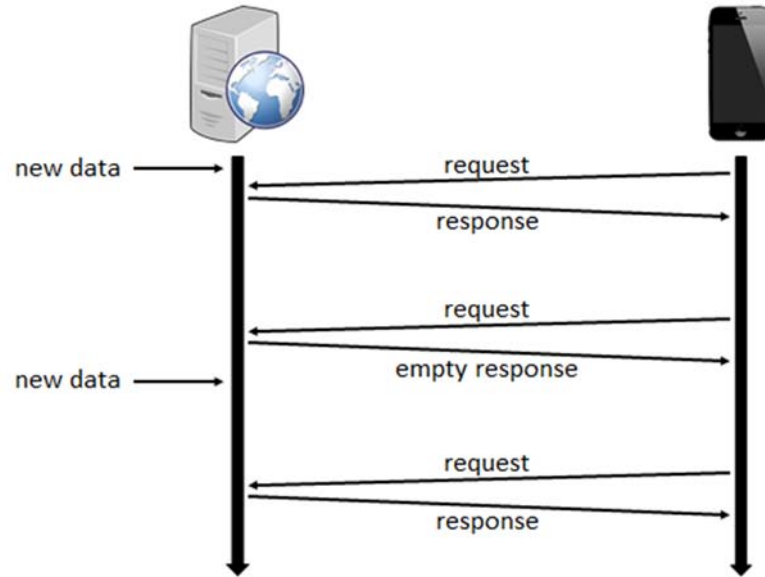 new data
request
response
request
empty response
new data
request
response